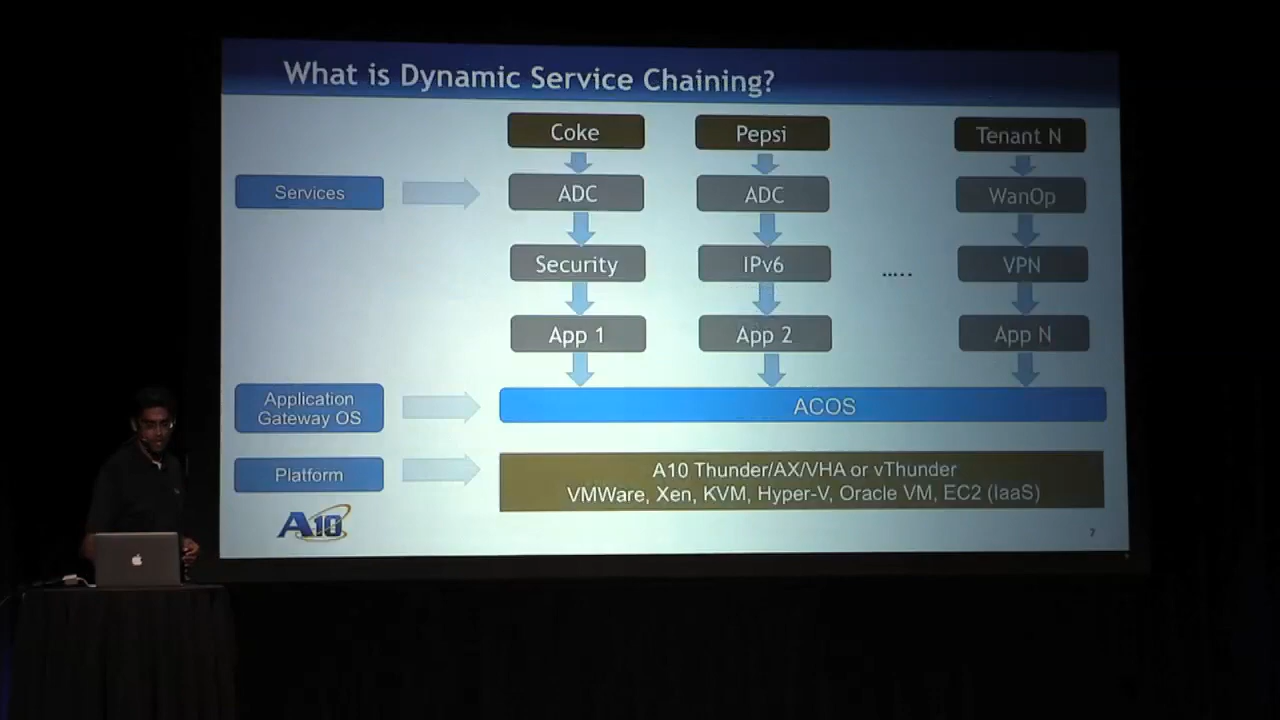 What is Dynamic Service Chaining?
Coke
Pepsi
Tenant N
Services
ADC
ADC
WanOp
Security
IPv6
.....
VPN
App 1
App 2
App N
Application
Gateway OS
ACOS
Platform
A10 Thunder/AX/VHA or vThunder
VMWare, Xen, KVM, Hyper-V, Oracle VM, EC2 (IaaS)
A10
7